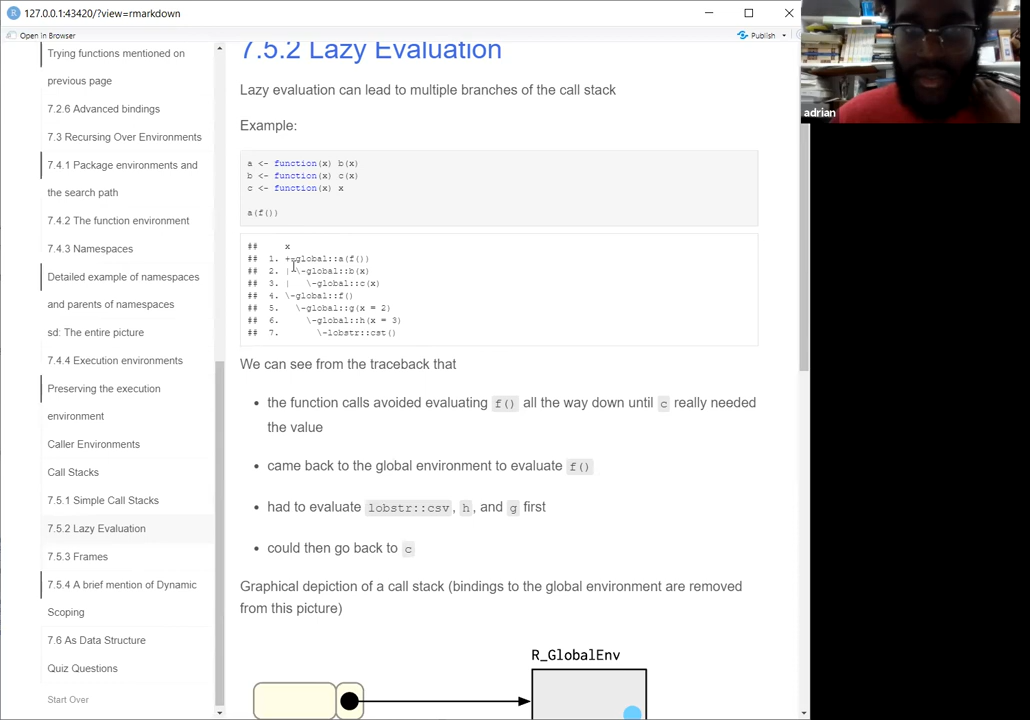 127.0.0.1:43420/?view=rmarkdown
Open In Browser
Publish
Trying functions mentioned on
previous page
7.2.6 Advanced bindings
7.3 Recursing Over Environments
7.4.1 Package environments and
the search path
7.4.2 The function environment
7.4.3 Namespaces
Detailed example of namespaces
and parents of namespaces
sd: The entire picture
7.4.4 Execution environments
Preserving the execution
environment
Caller Environments
Call Stacks
7.5.1 Simple Call Stacks
7.5.2 Lazy Evaluation
7.5.3 Frames
7.5.4 A brief mention of Dynamic
Scoping
7.6 As Data Structure
Quiz Questions
Start Over
7.5.2 Lazy Evaluation
Lazy evaluation can lead to multiple branches of the call stack
Example:
a <- function(x) b(x)
b <- function(x) c(x)
c <- function(x) x
a(f())
##     x
##  1. +-global::a(f())
##  2. | \-global::b(x)
##  3. |   \-global::c(x)
##  4. \-global::f()
##  5.   \-global::g(x = 2)
##  6.     \-global::h(x = 3)
##  7.       \-lobstr::cst()
We can see from the traceback that
• the function calls avoided evaluating f() all the way down until c really needed
the value
• came back to the global environment to evaluate f()
• had to evaluate lobstr::csv, h, and g first
• could then go back to c
Graphical depiction of a call stack (bindings to the global environment are removed
from this picture)
R_GlobalEnv
adrian